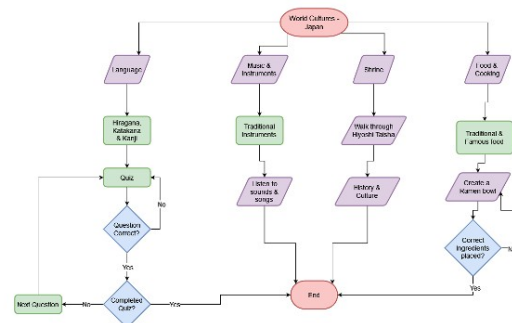 World Cultures -
Japan
Language
Music &
Instruments
Shrine
Food &
Cooking
Hiragana,
Katakana
& Kanji
Traditional
Instruments
Walk through
Hiyoshi Taisha
Traditional &
Famous food
Quiz
Listen to
sounds &
songs
History &
Culture
Create a
Ramen bowl
No
Question
Correct?
Correct
Ingredients
placed?
Yes
Yes
Next Question
No
Completed
Quiz?
Yes
End